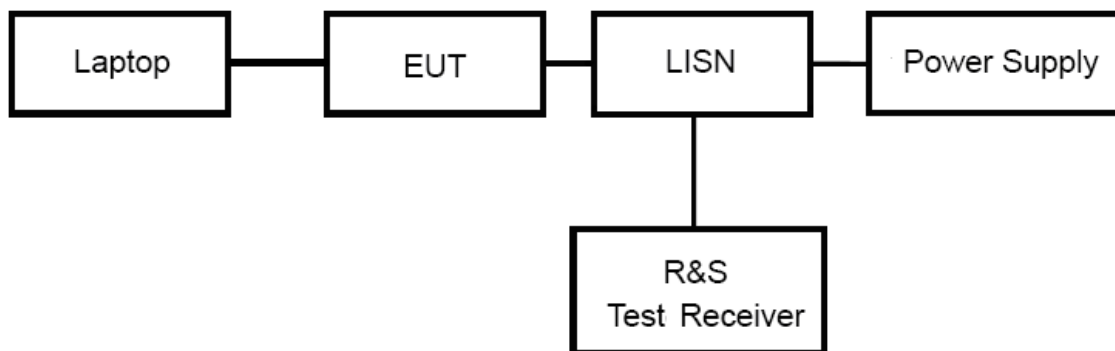 Laptop
EUT
LISN
Power Supply
R&S
Test Receiver